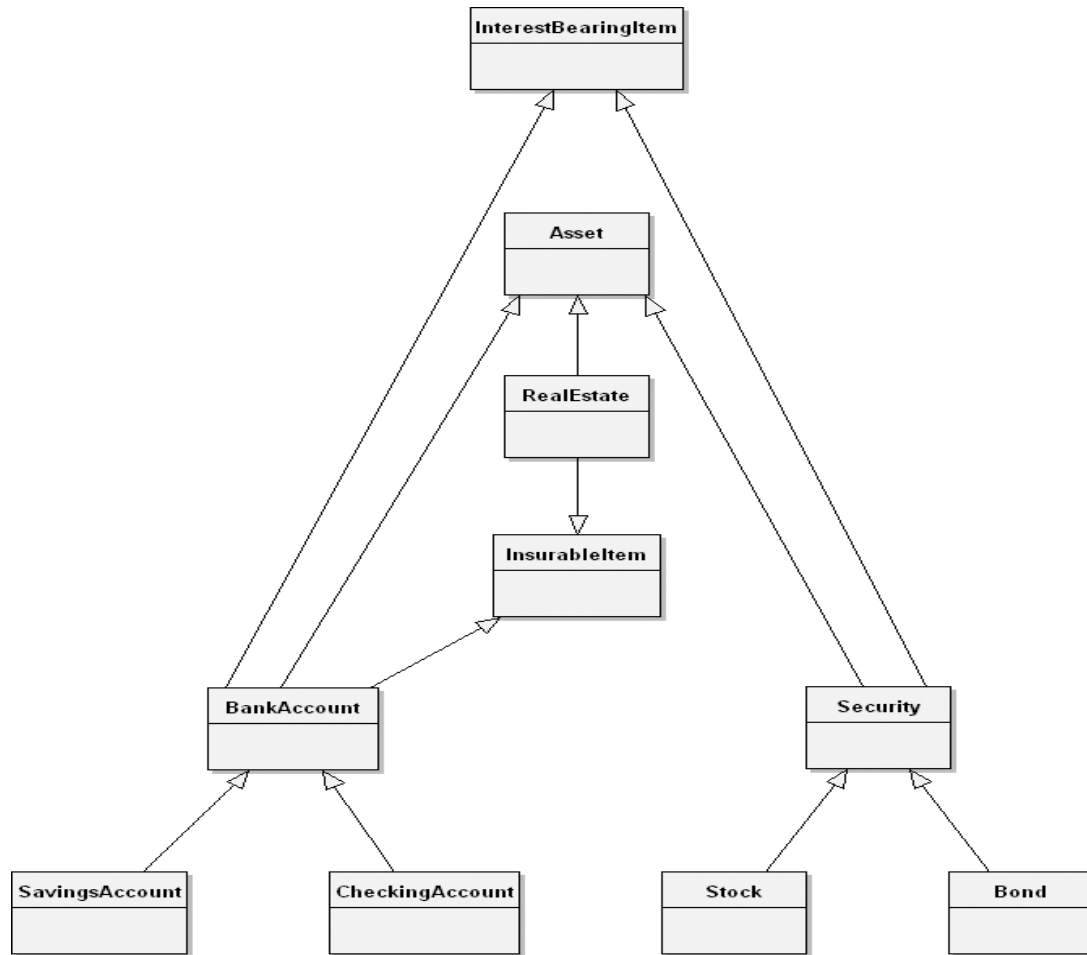 InterestBearingItem
Asset
RealEstate
InsurableItem
BankAccount
Security
SavingsAccount
CheckingAccount
Stock
Bond